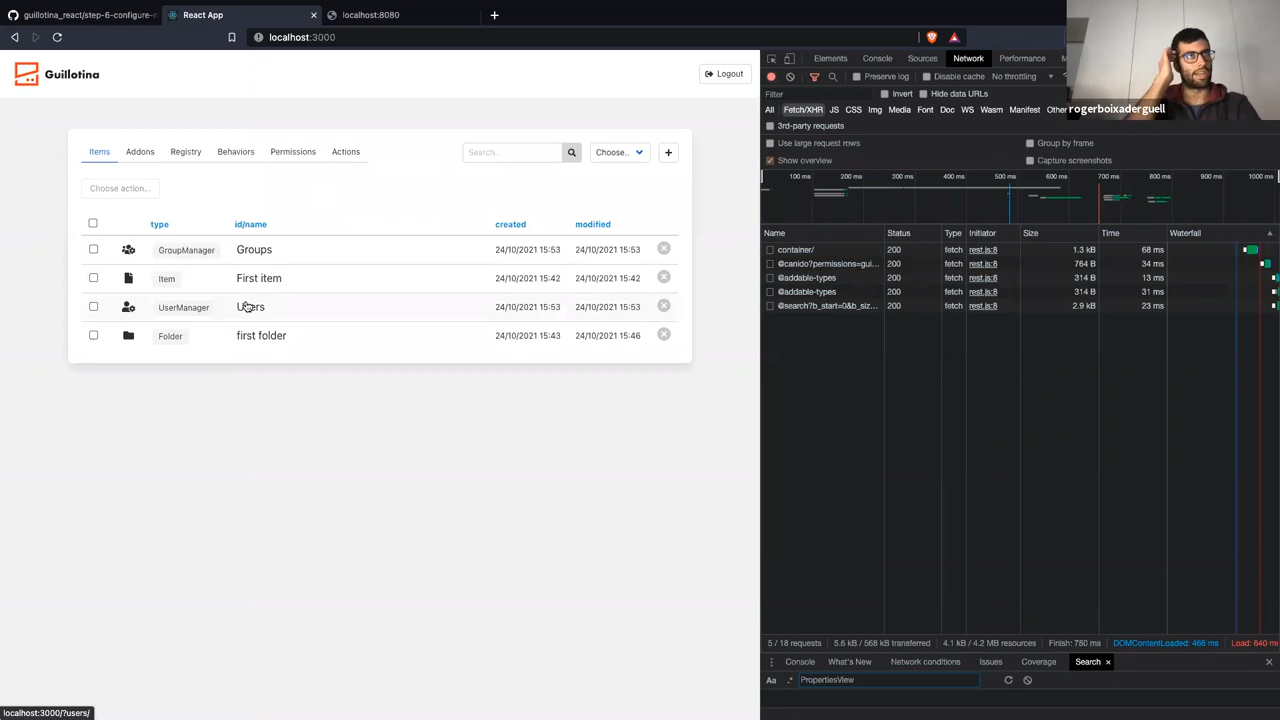 guillotina_react/step-6-configure-r
React App
localhost:8080
localhost:3000
rogerboixaderguell
Guillotina
Logout
Items Addons Registry Behaviors Permissions Actions
Search...
Choose..
+
Choose action...
type id/name created modified
GroupManager Groups 24/10/2021 15:53 24/10/2021 15:53
Item First item 24/10/2021 15:42 24/10/2021 15:42
UserManager Users 24/10/2021 15:53 24/10/2021 15:53
Folder first folder 24/10/2021 15:43 24/10/2021 15:46
localhost:3000/?users/
Elements Console Sources Network Performance
Preserve log Disable cache No throttling
Filter Invert Hide data URLs
All Fetch/XHR JS CSS Img Media Font Doc WS Wasm Manifest Other
3rd-party requests
Use large request rows Group by frame
Show overview Capture screenshots
100 ms 200 ms 300 ms 400 ms 500 ms 600 ms 700 ms 800 ms 900 ms 1000 ms
Name Status Type Initiator Size Time Waterfall
container/ 200 fetch rest.js:8 1.3 kB 68 ms
@canido?permissions=gui... 200 fetch rest.js:8 764 B 34 ms
@addable-types 200 fetch rest.js:8 314 B 13 ms
@addable-types 200 fetch rest.js:8 314 B 31 ms
@search?b_start=0&b_siz... 200 fetch rest.js:8 2.9 kB 23 ms
5 / 18 requests 5.6 kB / 568 kB transferred 4.1 kB / 4.2 MB resources Finish: 780 ms DOMContentLoaded: 466 ms Load: 640 m
Console What's New Network conditions Issues Coverage Search
Aa .* PropertiesView